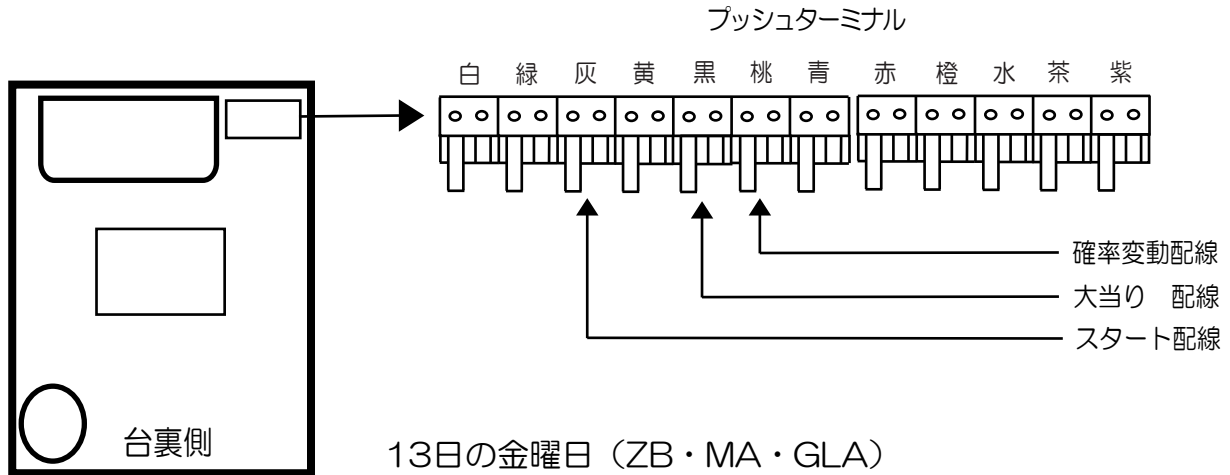 プッシュターミナル
白 緑 灰 黄 黒 桃 青 赤 橙 水 茶 紫
確率変動配線
大当り　配線
スタート配線
台裏側
13日の金曜日（ZB・MA・GLA）